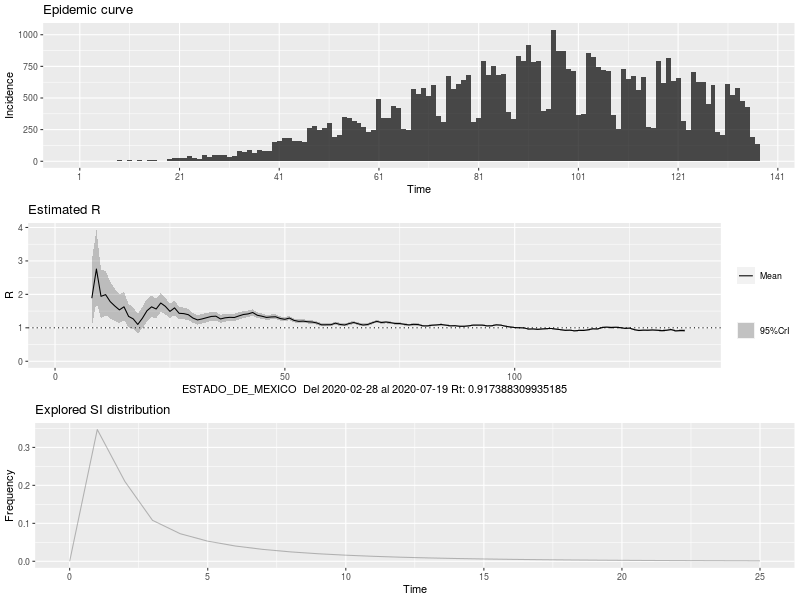 Epidemic curve
1000
750
500
250
0
Incidence
1 21 41 61 81 101 121 141
Time
Estimated R
4
3
2
1
0
R
Mean
95%CrI
0 50 100
ESTADO_DE_MEXICO Del 2020-02-28 al 2020-07-19 Rt: 0.917388309935185
Explored SI distribution
0.3
0.2
0.1
0.0
Frequency
0 5 10 15 20 25
Time